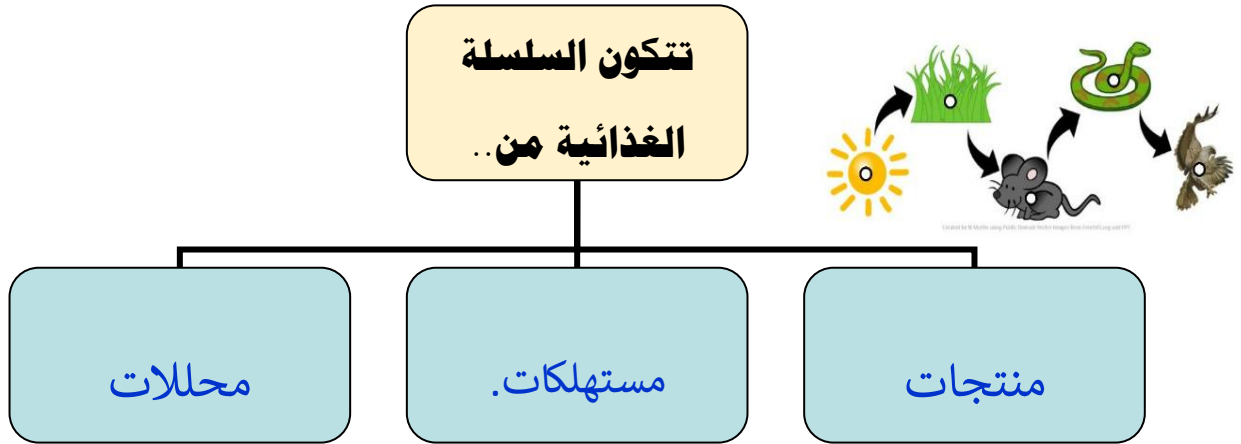 تتكون السلسلة
الغذائية من..
منتجات
مستهلكات.
محللات